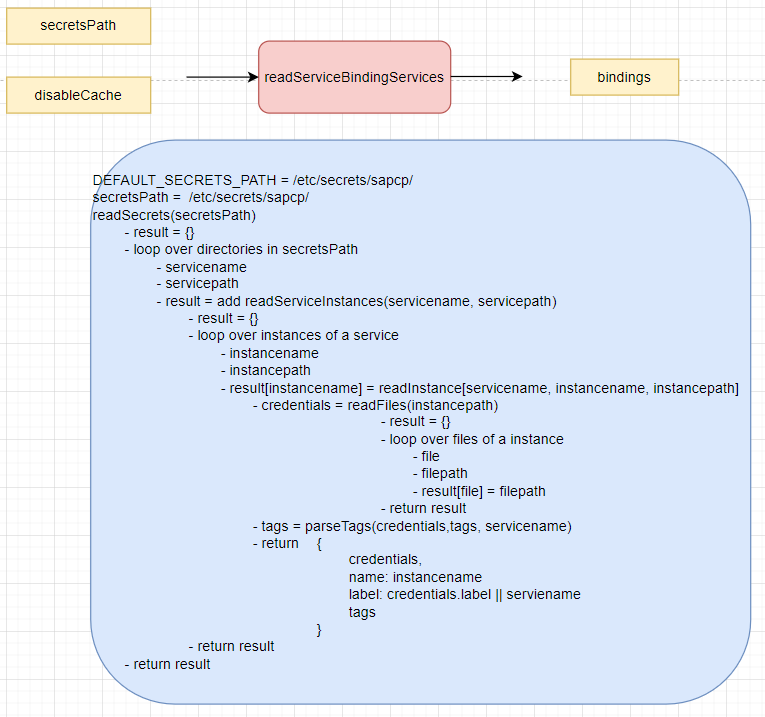 secretsPath
disableCache
readServiceBindingServices
bindings
DEFAULT_SECRETS_PATH = /etc/secrets/sapcp/
secretsPath =  /etc/secrets/sapcp/
readSecrets(secretsPath)
- result = {}
- loop over directories in secretsPath
- servicename
- servicepath
- result = add readServiceInstances(servicename, servicepath)
- result = {}
- loop over instances of a service
- instancename
- instancepath
- result[instancename] = readInstance[servicename, instancename, instancepath]
- credentials = readFiles(instancepath)
- result = {}
- loop over files of a instance
- file
- filepath
- result[file] = filepath
- return result
- tags = parseTags(credentials,tags, servicename)
- return    {
credentials,
name: instancename
label: credentials.label || serviename
tags
}
- return result
- return result